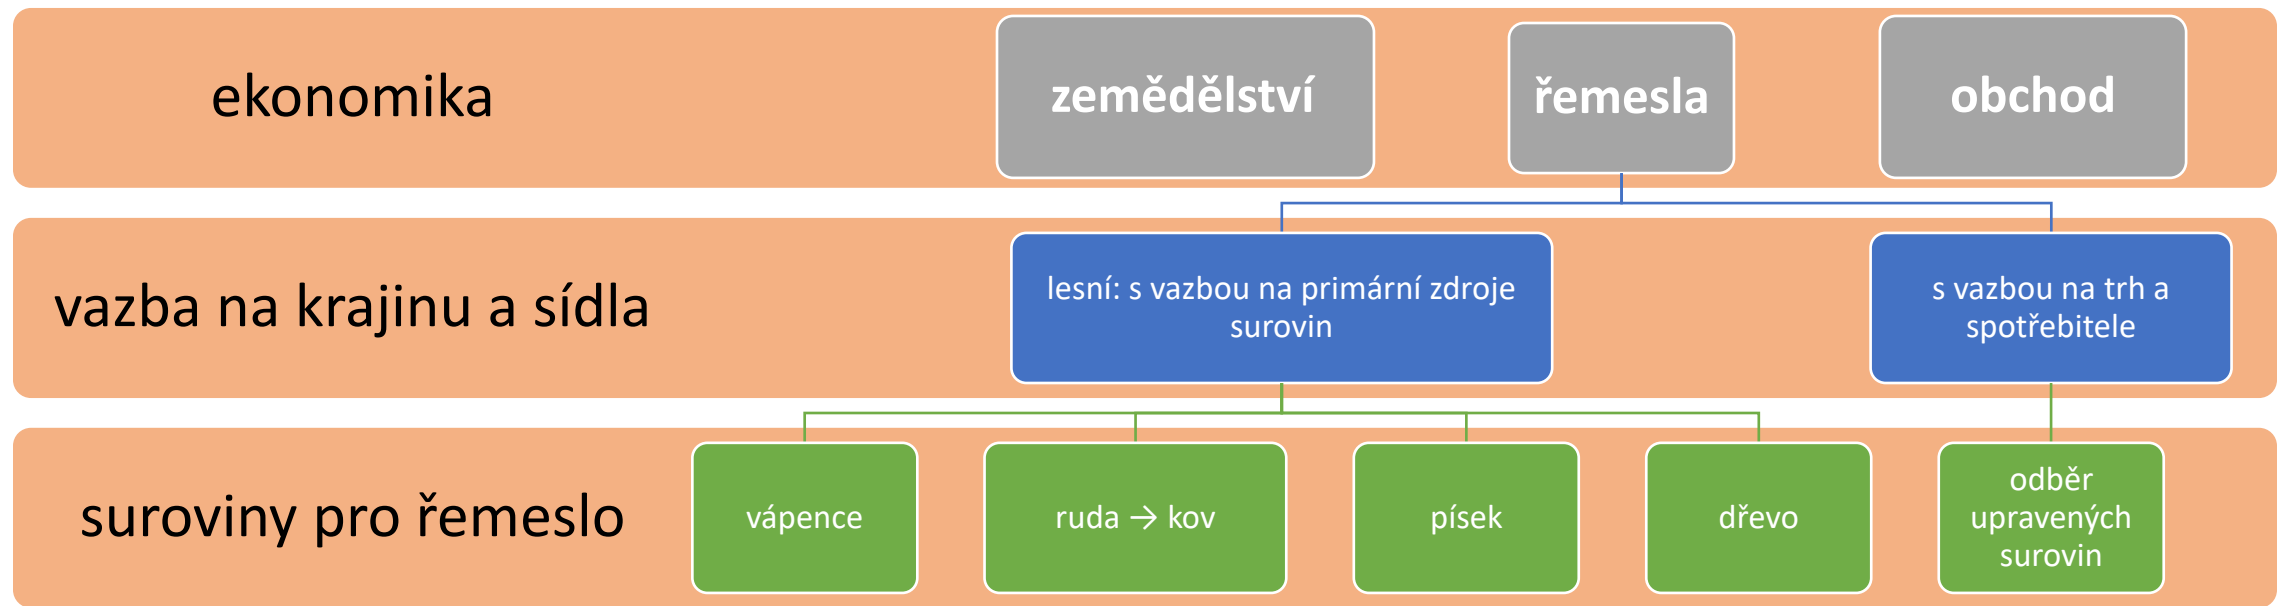 ekonomika
zemědělství
řemesla
obchod
vazba na krajinu a sídla
lesní: s vazbou na primární zdroje
surovin
s vazbou na trh a
spotřebitele
suroviny pro řemeslo
vápence
ruda → kov
písek
dřevo
odběr
upravených
surovin